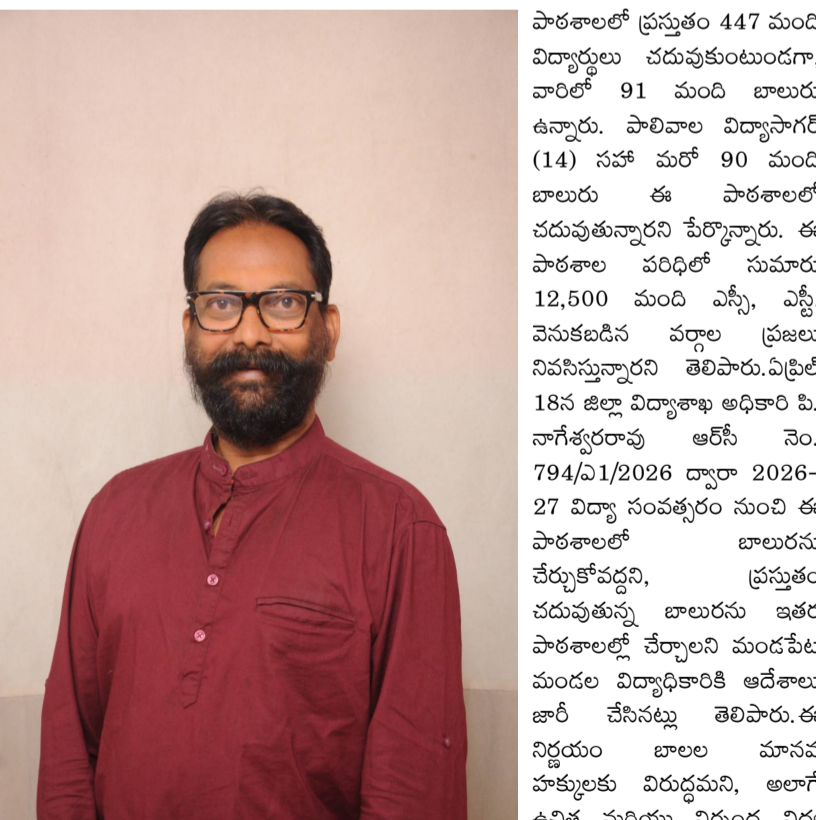 పాఠశాలలో ప్రస్తుతం 447 మంది
విద్యార్థులు చదువుకుంటుండగా,
వారిలో 91 మంది బాలురు
ఉన్నారు. పాలివాల విద్యాసాగర్
(14) సహా మరో 90 మంది
బాలురు ఈ పాఠశాలలో
చదువుతున్నారని పేర్కొన్నారు. ఈ
పాఠశాల పరిధిలో సుమారు
12,500 మంది ఎస్సీ, ఎస్టీ,
వెనుకబడిన వర్గాల ప్రజలు
నివసిస్తున్నారని తెలిపారు.ఏప్రిల్
18న జిల్లా విద్యాశాఖ అధికారి పి.
నాగేశ్వరరావు ఆర్‌సీ నెం.
794/ఎ1/2026 ద్వారా 2026-
27 విద్యా సంవత్సరం నుంచి ఈ
పాఠశాలలో బాలురను
చేర్చుకోవద్దని, ప్రస్తుతం
చదువుతున్న బాలురను ఇతర
పాఠశాలల్లో చేర్చాలని మండపేట
మండల విద్యాధికారికి ఆదేశాలు
జారీ చేసినట్లు తెలిపారు.ఈ
నిర్ణయం బాలల మానవ
హక్కులకు విరుద్ధమని, అలాగే